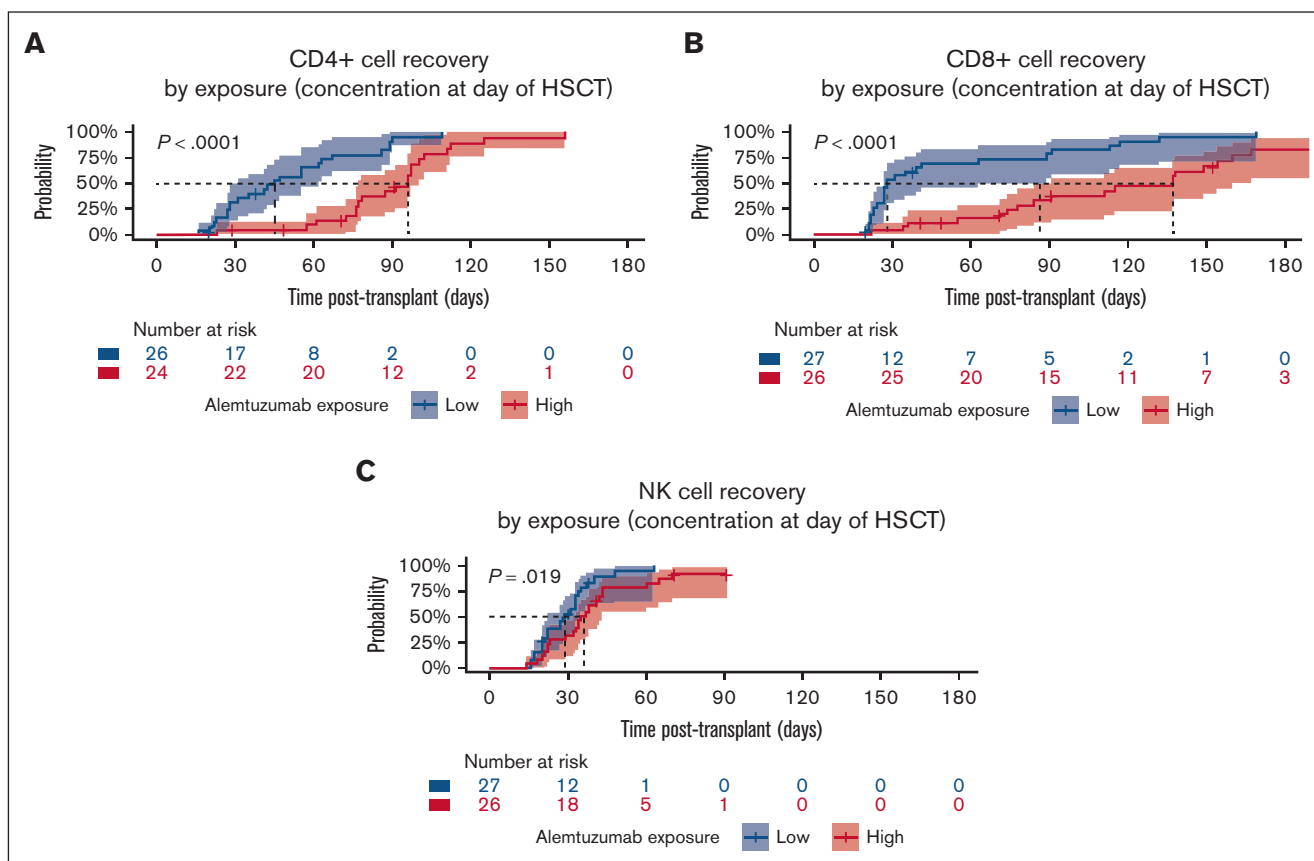 A
CD4+ cell recovery
by exposure (concentration at day of HSCT)
P < .0001
Probability
100%
75%
50%
25%
0%
0 30 60 90 120 150 180
Time post-transplant (days)
Number at risk
26 17 8 2 0 0 0
24 22 20 12 2 1 0
Alemtuzumab exposure Low High
B
CD8+ cell recovery
by exposure (concentration at day of HSCT)
P < .0001
Probability
100%
75%
50%
25%
0%
0 30 60 90 120 150 180
Time post-transplant (days)
Number at risk
27 12 7 5 2 1 0
26 25 20 15 11 7 3
Alemtuzumab exposure Low High
C
NK cell recovery
by exposure (concentration at day of HSCT)
P = .019
Probability
100%
75%
50%
25%
0%
0 30 60 90 120 150 180
Time post-transplant (days)
Number at risk
27 12 1 0 0 0 0
26 18 5 1 0 0 0
Alemtuzumab exposure Low High